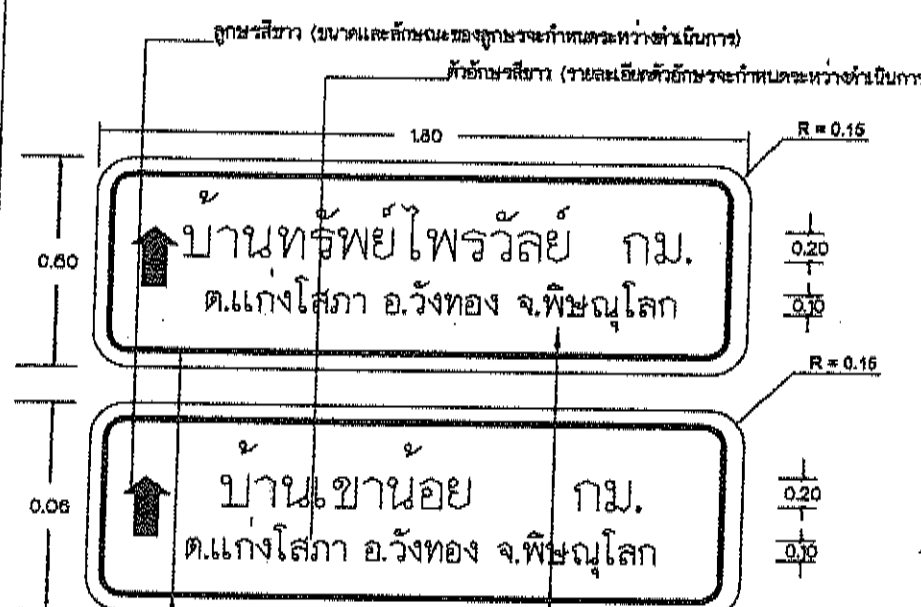 ลูกษรสีขาว (ขนาดและลักษณะของลูกษรจะกำหนดระหว่างดำเนินการ)
ตัวอักษรสีขาว (รายละเอียดตัวอักษรจะกำหนดระหว่างดำเนินการ
1.80
R = 0.15
0.60
บ้านทรัพย์ไพรวัลย์ กม.
ต.แก่งโสภา อ.วังทอง จ.พิษณุโลก
0.20
0.10
R = 0.15
0.06
บ้านเขาน้อย กม.
ต.แก่งโสภา อ.วังทอง จ.พิษณุโลก
0.20
0.10